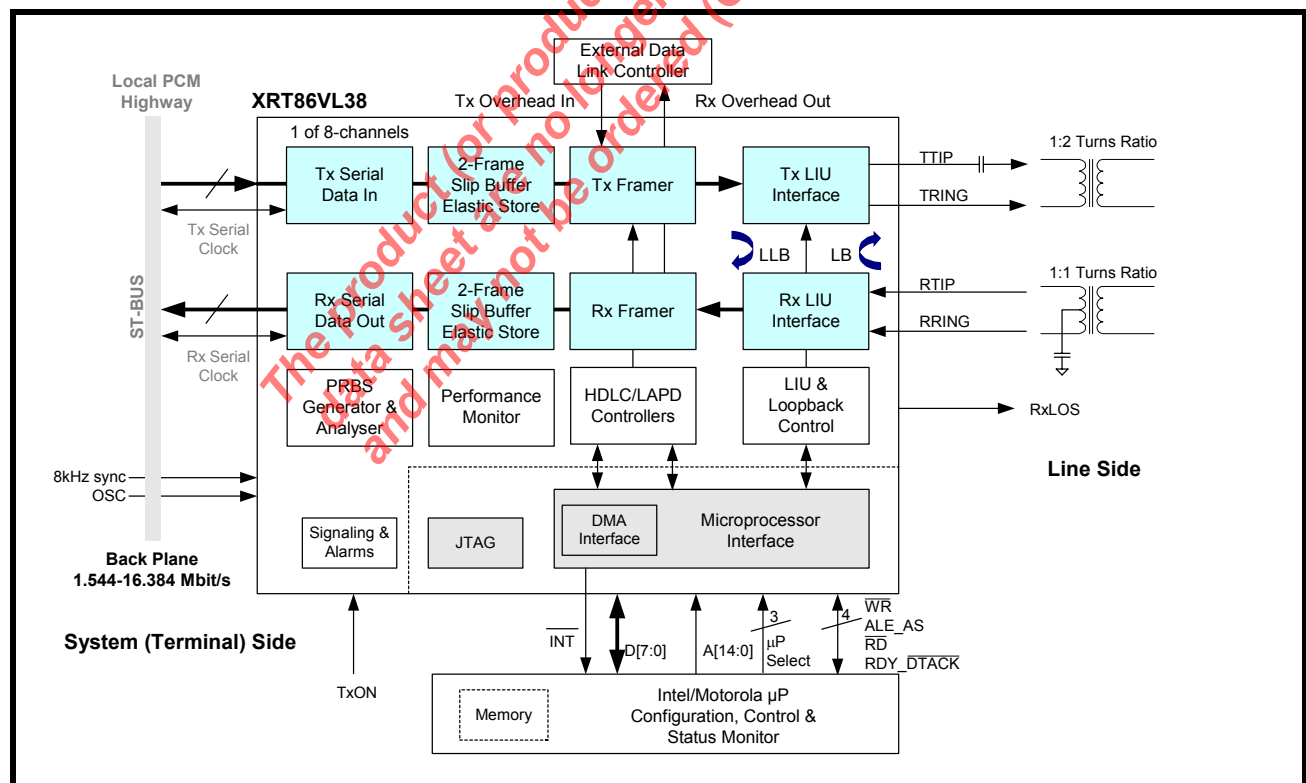 External Data
Link Controller
Local PCM
Highway
XRT86VL38
Tx Overhead In
Rx Overhead Out
1 of 8-channels
Tx Serial
Data In
2-Frame
Slip Buffer
Elastic Store
Tx Framer
Tx LIU
Interface
TTIP
TRING
1:2 Turns Ratio
Tx Serial
Clock
LLB
LB
ST-BUS
Rx Serial
Data Out
2-Frame
Slip Buffer
Elastic Store
Rx Framer
Rx LIU
Interface
RTIP
RRING
1:1 Turns Ratio
Rx Serial
Clock
PRBS
Generator &
Analyser
Performance
Monitor
HDLC/LAPD
Controllers
LIU &
Loopback
Control
RxLOS
Line Side
8kHz sync
OSC
Signaling &
Alarms
JTAG
DMA
Interface
Microprocessor
Interface
Back Plane
1.544-16.384 Mbit/s
System (Terminal) Side
TxON
INT
D[7:0]
A[14:0]
3
µP
Select
4
WR
ALE_AS
RD
RDY_DTACK
Memory
Intel/Motorola µP
Configuration, Control &
Status Monitor
The product (or produc
data sheet are no longer
and may not be ordered (